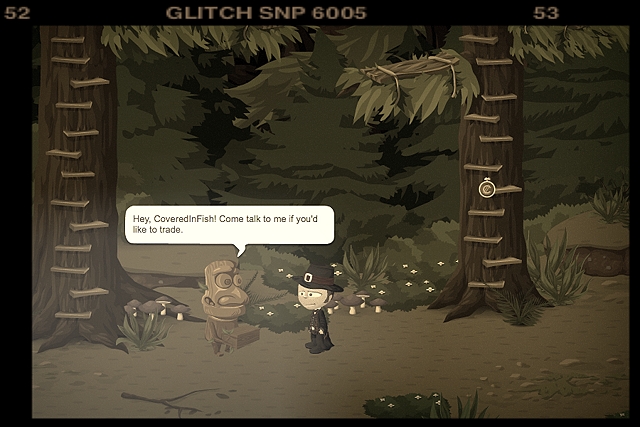 52 GLITCH SNP 6005 53
Hey, CoveredInFish! Come talk to me if you'd
like to trade.